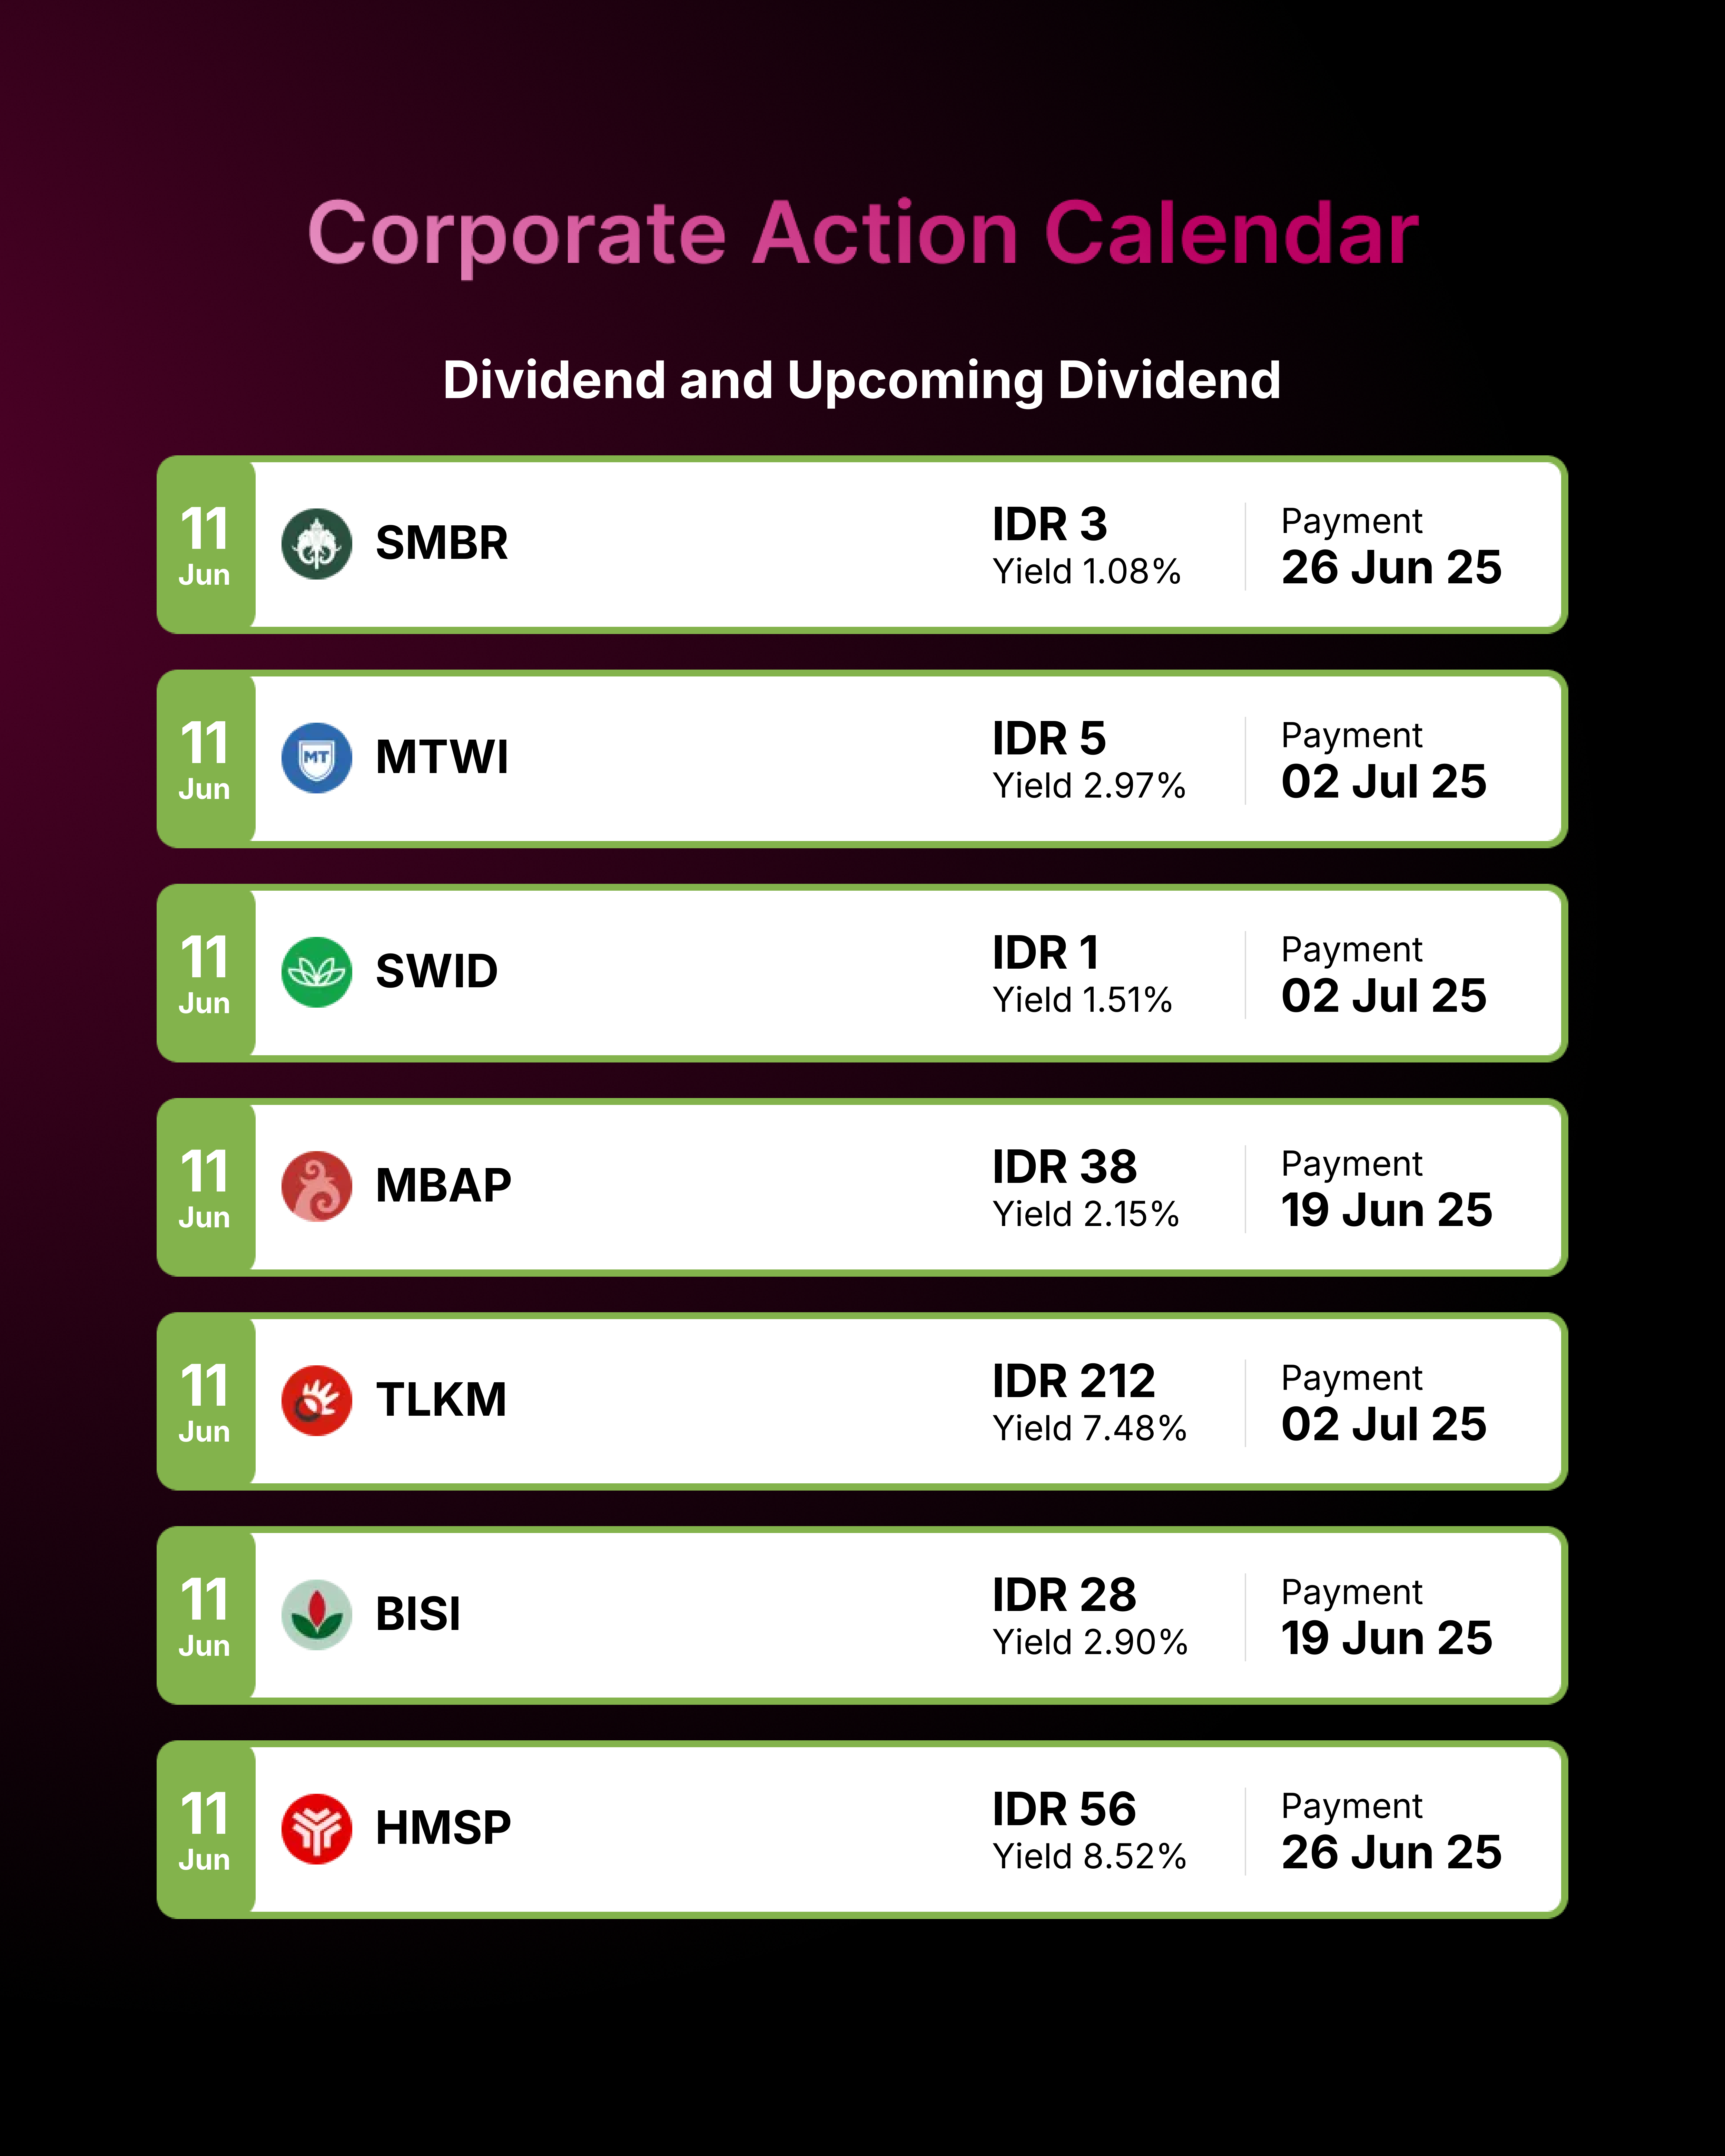 Corporate Action Calendar
Dividend and Upcoming Dividend
11
Jun
SMBR
IDR 3
Yield 1.08%
Payment
26 Jun 25
11
Jun
MT
MTWI
IDR 5
Yield 2.97%
Payment
02 Jul 25
11
Jun
SWID
IDR 1
Yield 1.51%
Payment
02 Jul 25
11
Jun
MBAP
IDR 38
Yield 2.15%
Payment
19 Jun 25
11
Jun
TLKM
IDR 212
Yield 7.48%
Payment
02 Jul 25
11
Jun
BISI
IDR 28
Yield 2.90%
Payment
19 Jun 25
11
Jun
HMSP
IDR 56
Yield 8.52%
Payment
26 Jun 25